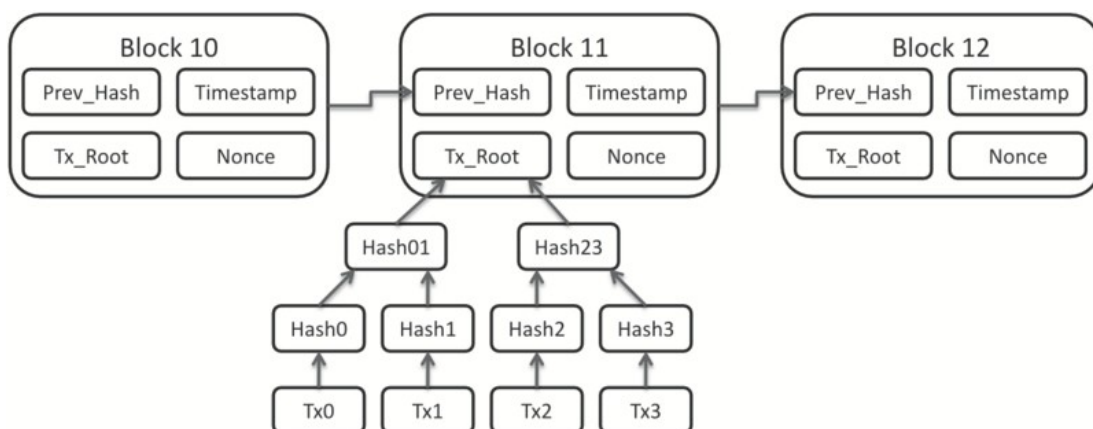 Block 10
Block 11
Block 12
Prev_Hash
Timestamp
Prev_Hash
Timestamp
Prev_Hash
Timestamp
Tx_Root
Nonce
Tx_Root
Nonce
Tx_Root
Nonce
Hash01
Hash23
Hash0
Hash1
Hash2
Hash3
Tx0
Tx1
Tx2
Tx3